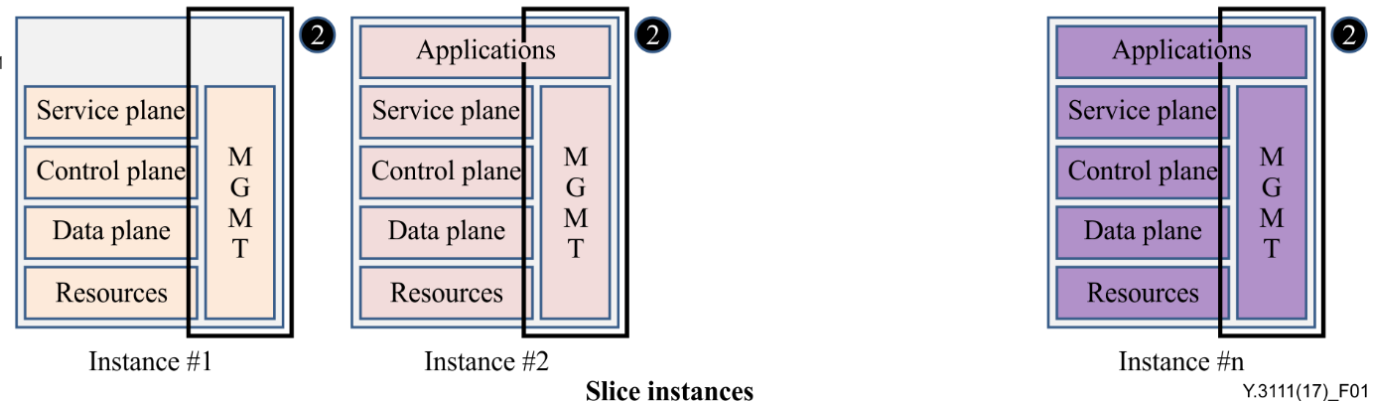 2
2
2
Applications
Applications
Service plane
Service plane
Service plane
Control plane
M
G
M
T
Control plane
M
G
M
T
Control plane
M
G
M
T
Data plane
Data plane
Data plane
Resources
Resources
Resources
Instance #1
Instance #2
Instance #n
Slice instances
Y.3111(17)_F01